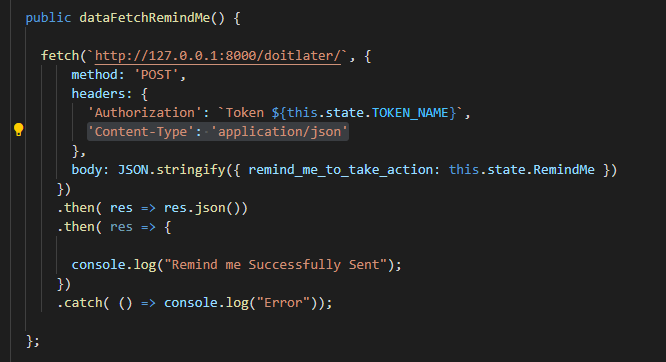 public dataFetchRemindMe() {
fetch(`http://127.0.0.1:8000/doitlater/`, {
method: 'POST',
headers: {
'Authorization': `Token ${this.state.TOKEN_NAME}`,
'Content-Type': 'application/json'
},
body: JSON.stringify({ remind_me_to_take_action: this.state.RemindMe })
})
.then( res => res.json())
.then( res => {
console.log("Remind me Successfully Sent");
})
.catch( () => console.log("Error"));
};